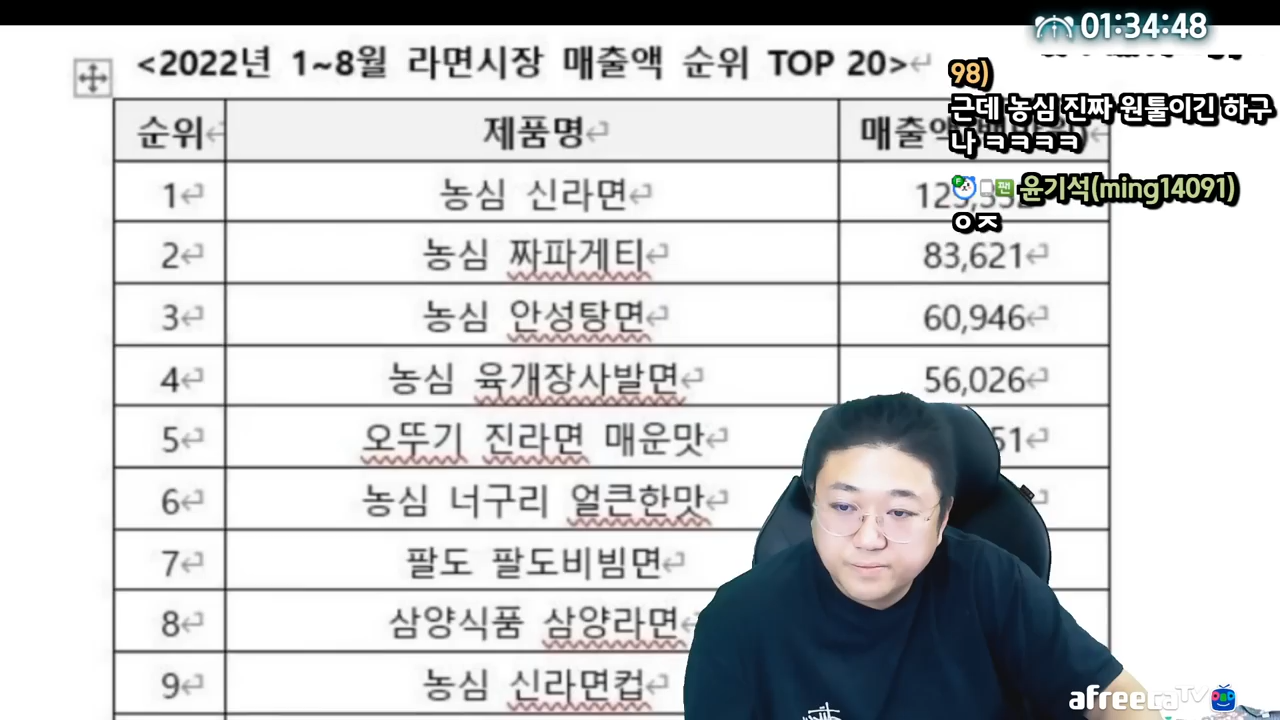 01:34:48
<2022년 1~8월 라면시장 매출액 순위 TOP 20>
98)
근데 농심 진짜 원툴이긴 하구
나 ㅋㅋㅋㅋ
윤기석(ming14091)
ㅇㅈ
순위 제품명 매출액
1 농심 신라면
2 농심 짜파게티 83,621
3 농심 안성탕면 60,946
4 농심 육개장사발면 56,026
5 오뚜기 진라면 매운맛
6 농심 너구리 얼큰한맛
7 팔도 팔도비빔면
8 삼양식품 삼양라면
9 농심 신라면컵
afreecaTV